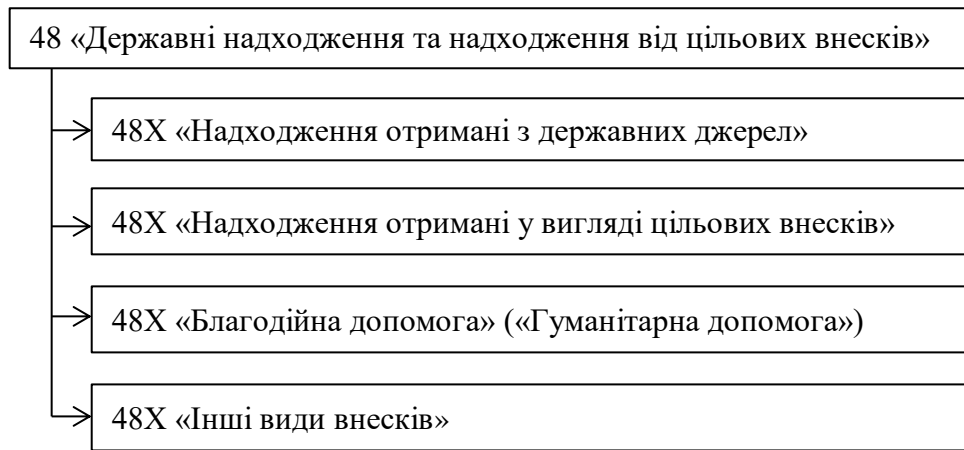 48 «Державні надходження та надходження від цільових внесків»
48Х «Надходження отримані з державних джерел»
48Х «Надходження отримані у вигляді цільових внесків»
48Х «Благодійна допомога» («Гуманітарна допомога»)
48Х «Інші види внесків»